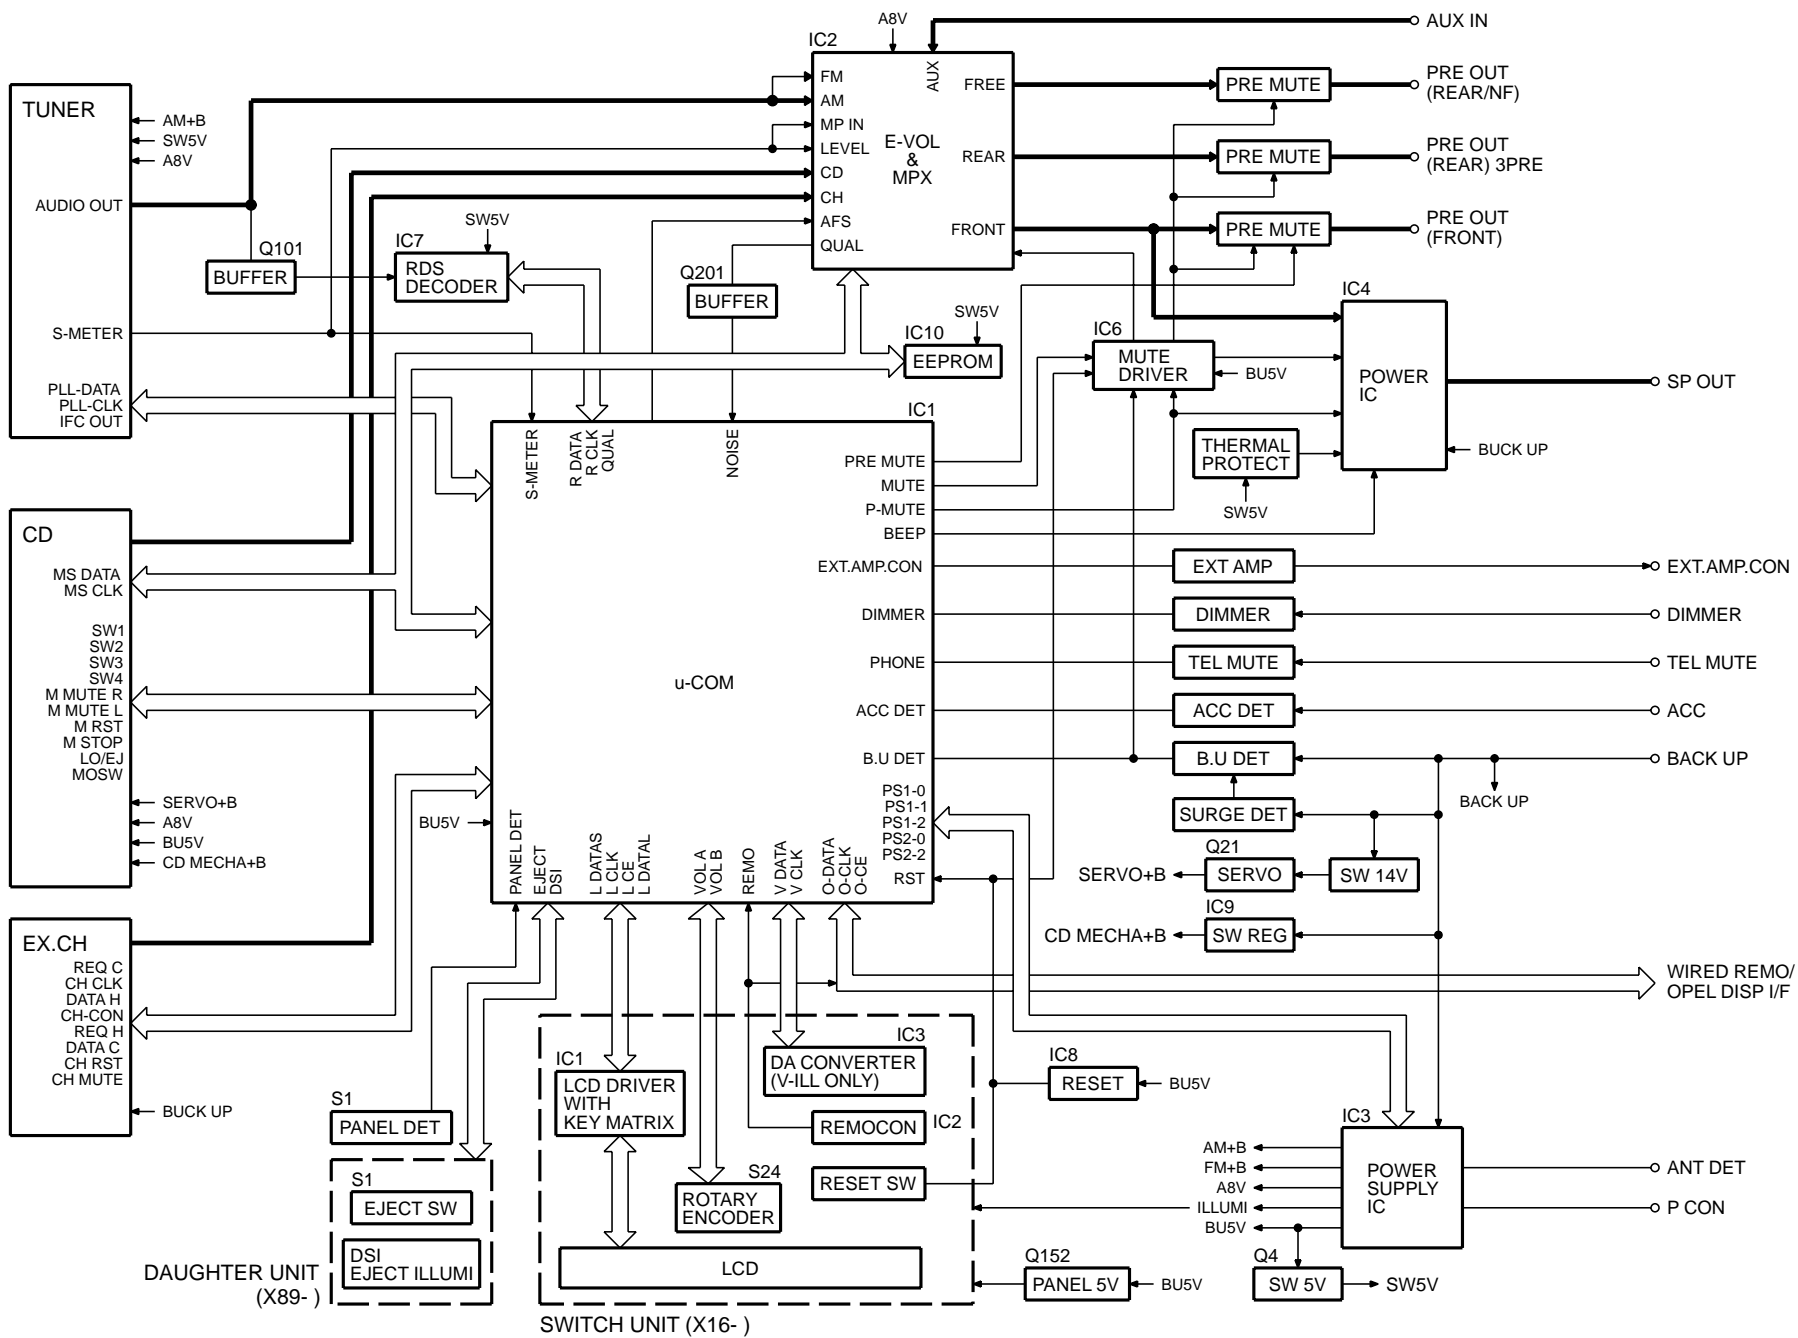 TUNER
AM+B
SW5V
A8V
AUDIO OUT
S-METER
PLL-DATA
PLL-CLK
IFC OUT
Q101
BUFFER
IC7
SW5V
RDS
DECODER
Q201
BUFFER
IC2
A8V
AUX
FM
AM
MP IN
LEVEL
CD
CH
AFS
QUAL
E-VOL
&
MPX
FREE
REAR
FRONT
AUX IN
PRE MUTE
PRE OUT
(REAR/NF)
PRE MUTE
PRE OUT
(REAR) 3PRE
PRE MUTE
PRE OUT
(FRONT)
IC10
SW5V
EEPROM
IC6
MUTE
DRIVER
BU5V
IC4
POWER
IC
SP OUT
BUCK UP
THERMAL
PROTECT
SW5V
CD
MS DATA
MS CLK
SW1
SW2
SW3
SW4
M MUTE R
M MUTE L
M RST
M STOP
LO/EJ
MOSW
SERVO+B
A8V
BU5V
CD MECHA+B
EX.CH
REQ C
CH CLK
DATA H
CH-CON
REQ H
DATA C
CH RST
CH MUTE
BUCK UP
IC1
u-COM
S-METER
R DATA
R CLK
QUAL
NOISE
PRE MUTE
MUTE
P-MUTE
BEEP
EXT.AMP.CON
DIMMER
PHONE
ACC DET
B.U DET
PS1-0
PS1-1
PS1-2
PS2-0
PS2-2
RST
BU5V
PANEL DET
EJECT
DSI
L DATAS
L CLK
L CE
L DATAL
VOL A
VOL B
REMO
V DATA
V CLK
O-DATA
O-CLK
O-CE
EXT AMP
EXT.AMP.CON
DIMMER
DIMMER
TEL MUTE
TEL MUTE
ACC DET
ACC
B.U DET
BACK UP
BACK UP
SURGE DET
Q21
SERVO+B
SERVO
SW 14V
IC9
CD MECHA+B
SW REG
WIRED REMO/
OPEL DISP I/F
IC8
RESET
BU5V
IC3
POWER
SUPPLY
IC
AM+B
FM+B
A8V
ILLUMI
BU5V
ANT DET
P CON
Q4
SW 5V
SW5V
Q152
PANEL 5V
BU5V
S1
PANEL DET
S1
EJECT SW
DSI
EJECT ILLUMI
DAUGHTER UNIT
(X89- )
IC1
LCD DRIVER
WITH
KEY MATRIX
IC3
DA CONVERTER
(V-ILL ONLY)
REMOCON
IC2
RESET SW
S24
ROTARY
ENCODER
LCD
SWITCH UNIT (X16- )